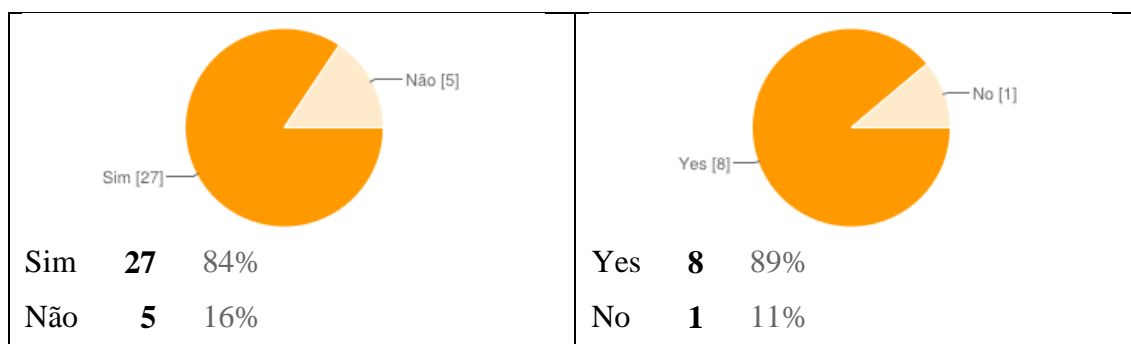 Não [5]
Sim [27]
Sim 27 84%
Não 5 16%
No [1]
Yes [8]
Yes 8 89%
No 1 11%